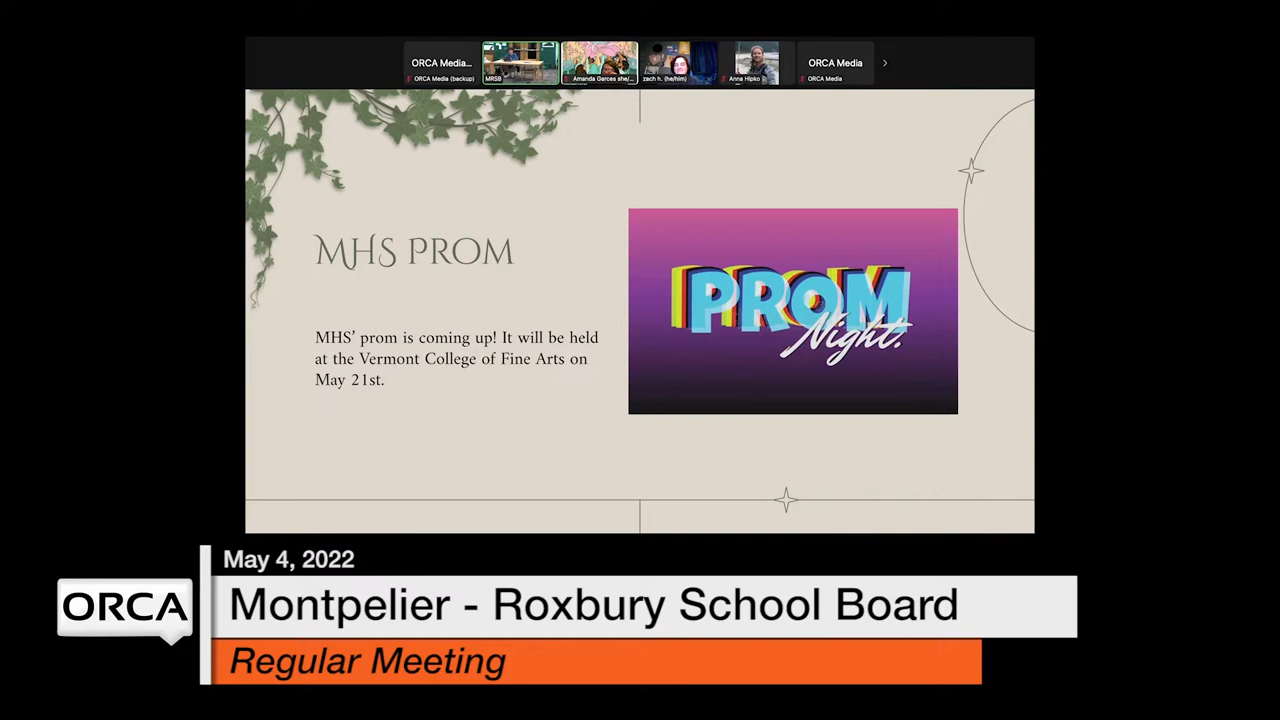 ORCA Media...
ORCA Media (backup)
MRSB
Amanda Garces she/...
zach h. (he/him)
Anna Hipko
ORCA Media
ORCA Media
MHS PROM
MHS' prom is coming up! It will be held
at the Vermont College of Fine Arts on
May 21st.
PROM
Night.
May 4, 2022
ORCA
Montpelier - Roxbury School Board
Regular Meeting